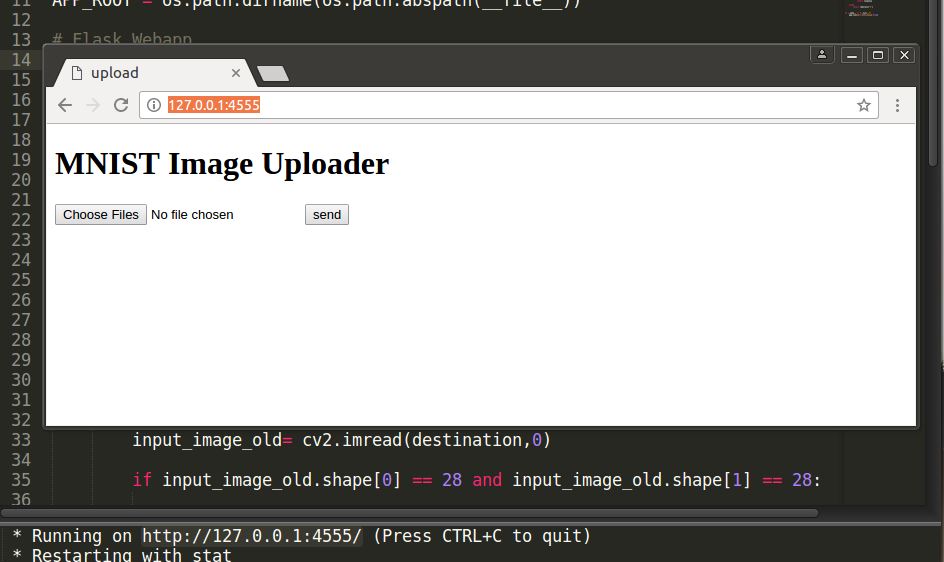 11 APP_ROOT = os.path.dirname(os.path.abspath(__file__))
12
13 # Flask Webapp
14
upload
15
127.0.0.1:4555
16
17
18
MNIST Image Uploader
19
20
21
Choose Files No file chosen send
22
23
24
25
26
27
28
29
30
31
32
33 input_image_old= cv2.imread(destination,0)
34
35 if input_image_old.shape[0] == 28 and input_image_old.shape[1] == 28:
36
* Running on http://127.0.0.1:4555/ (Press CTRL+C to quit)
* Restarting with stat